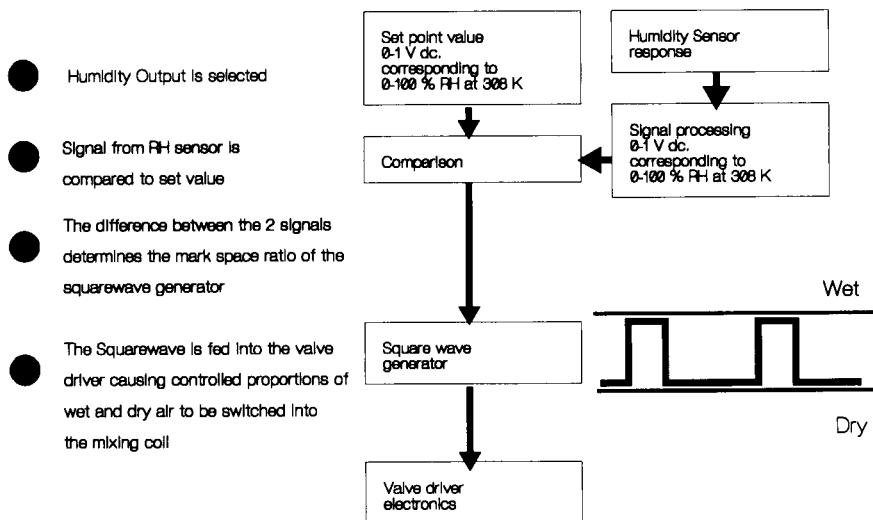 Humidity Output is selected
Signal from RH sensor is
compared to set value
The difference between the 2 signals
determines the mark space ratio of the
squarewave generator
The Squarewave is fed into the valve
driver causing controlled proportions of
wet and dry air to be switched into
the mixing coil
Set point value
0-1 V dc.
corresponding to
0-100 % RH at 308 K
Humidity Sensor
response
Comparison
Signal processing
0-1 V dc.
corresponding to
0-100 % RH at 308 K
Square wave
generator
Wet
Dry
Valve driver
electronics